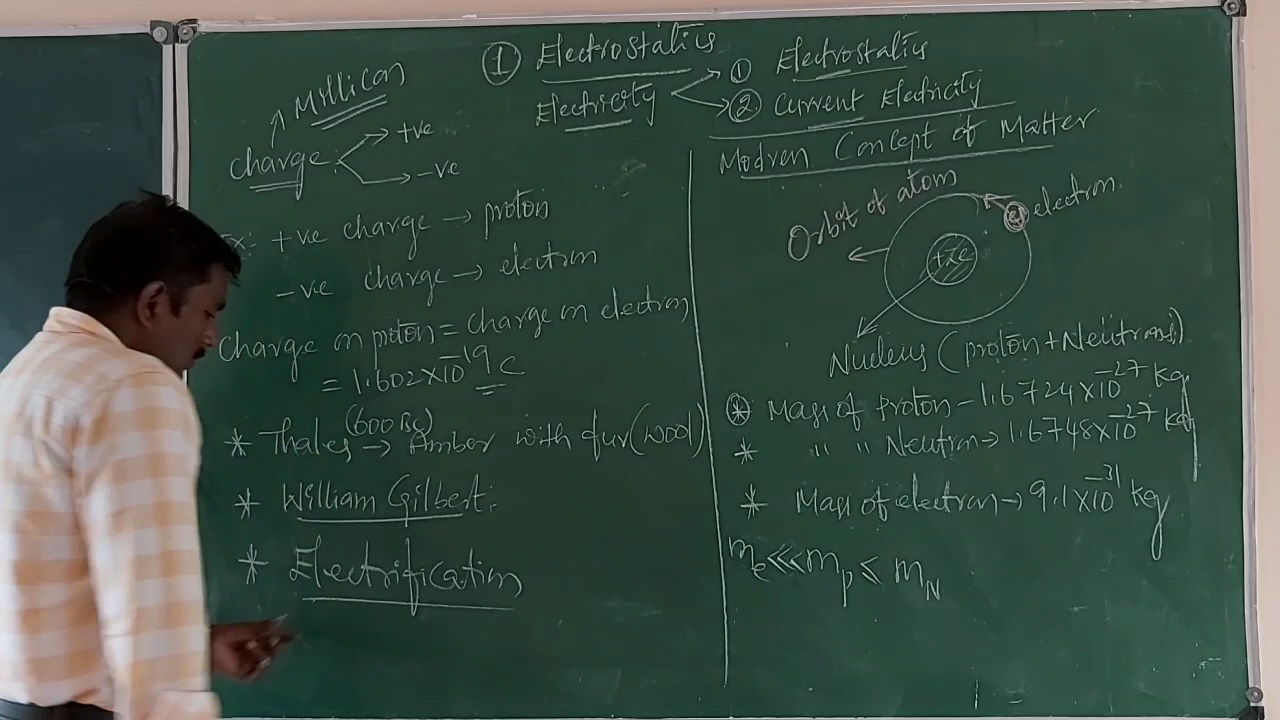 ① Electrostatics
Electricity
① Electrostatics
② Current Electricity
Millican
Charge:
+ve
-ve
Ex: +ve charge → proton
-ve charge → electron
Charge on proton = Charge on electron
= 1.602×10⁻¹⁹ C
* Thales (600 BC) → Amber with fur (wool)
* William Gilbert:
* Electrification
Modren Concept of Matter
Orbit of atoms
electron
+ze
Nucleus (proton + Neutrons)
* Mass of proton – 1.6724×10⁻²⁷ kg
* " " Neutron → 1.6748×10⁻²⁷ kg
* Mass of electron → 9.1×10⁻³¹ kg
mₑ <<< mₚ < m_N